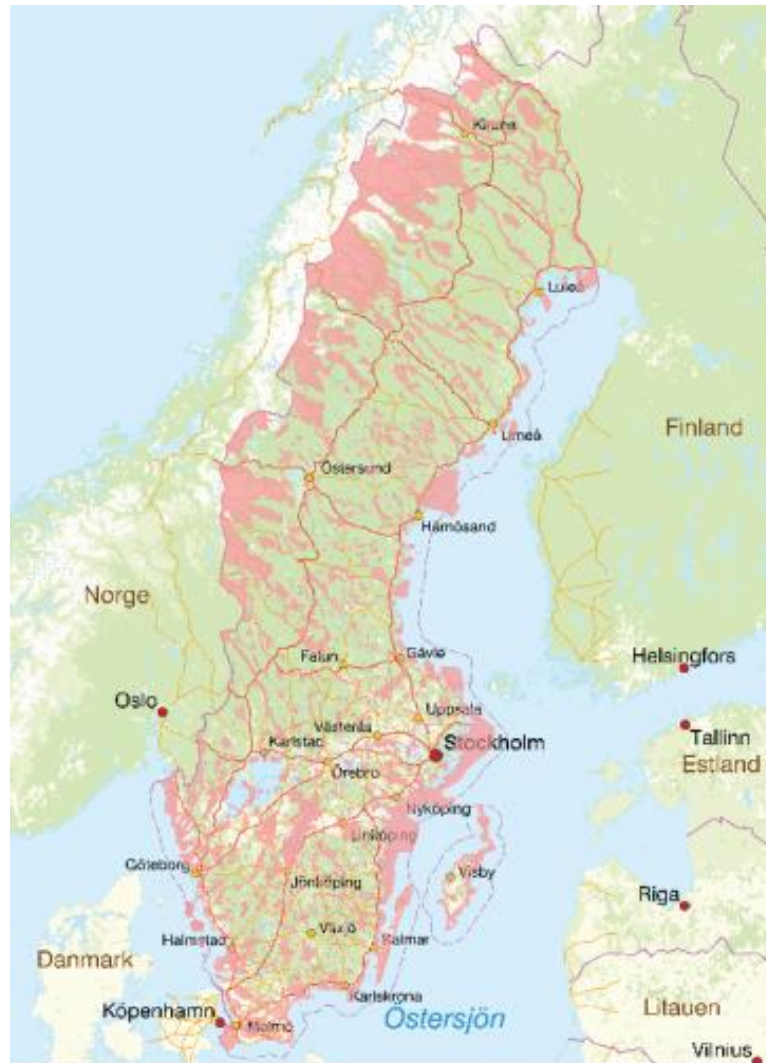 Kiruna
Luleå
Umeå
Finland
Östersund
Härnösand
Norge
Falun
Gävle
Helsingfors
Oslo
Uppsala
Västerås
Tallinn
Karlstad
Stockholm
Estland
Örebro
Nyköping
Linköping
Göteborg
Jönköping
Visby
Riga
Halmstad
Växjö
Kalmar
Danmark
Karlskrona
Köpenhamn
Malmö
Östersjön
Litauen
Vilnius